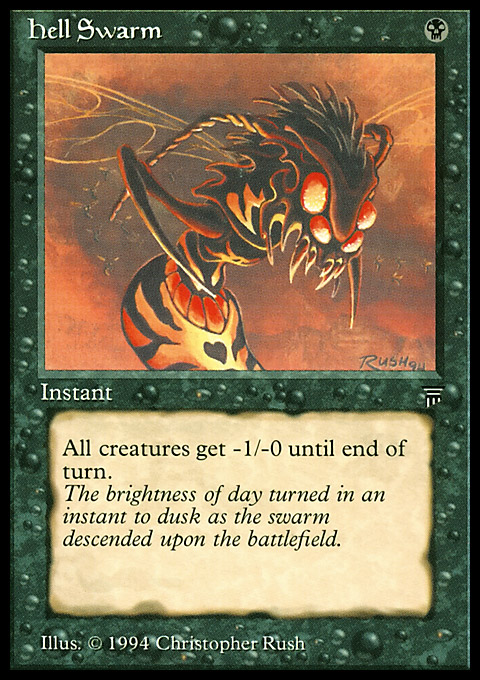 Hell Swarm
RUSH94
Instant
All creatures get -1/-0 until end of
turn.
The brightness of day turned in an
instant to dusk as the swarm
descended upon the battlefield.
Illus. © 1994 Christopher Rush